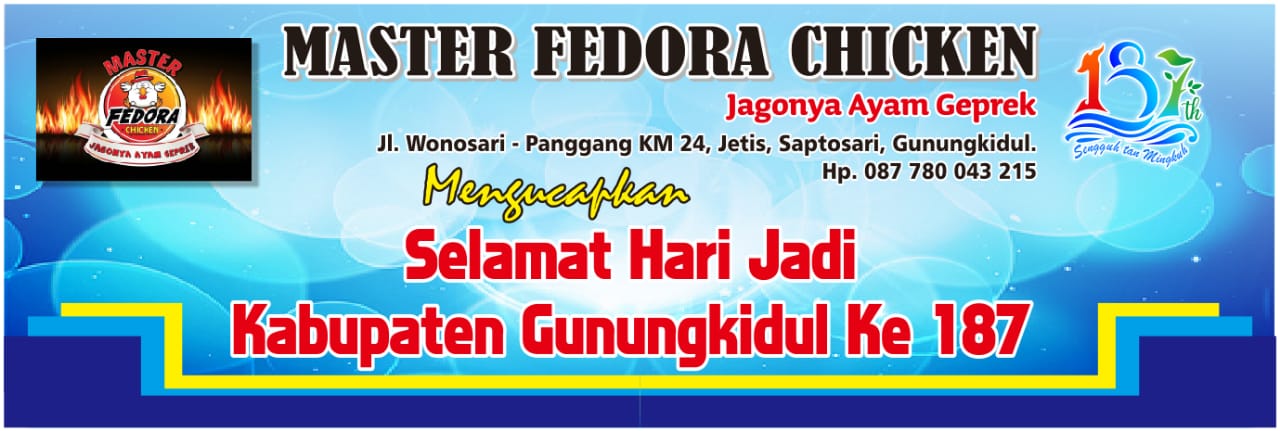 MASTER
FEDORA
CHICKEN
JAGONYA AYAM GEPREK
MASTER FEDORA CHICKEN
Jagonya Ayam Geprek
Jl. Wonosari - Panggang KM 24, Jetis, Saptosari, Gunungkidul.
Hp. 087 780 043 215
187th
Sengguh tan Mingkuh
Mengucapkan
Selamat Hari Jadi
Kabupaten Gunungkidul Ke 187